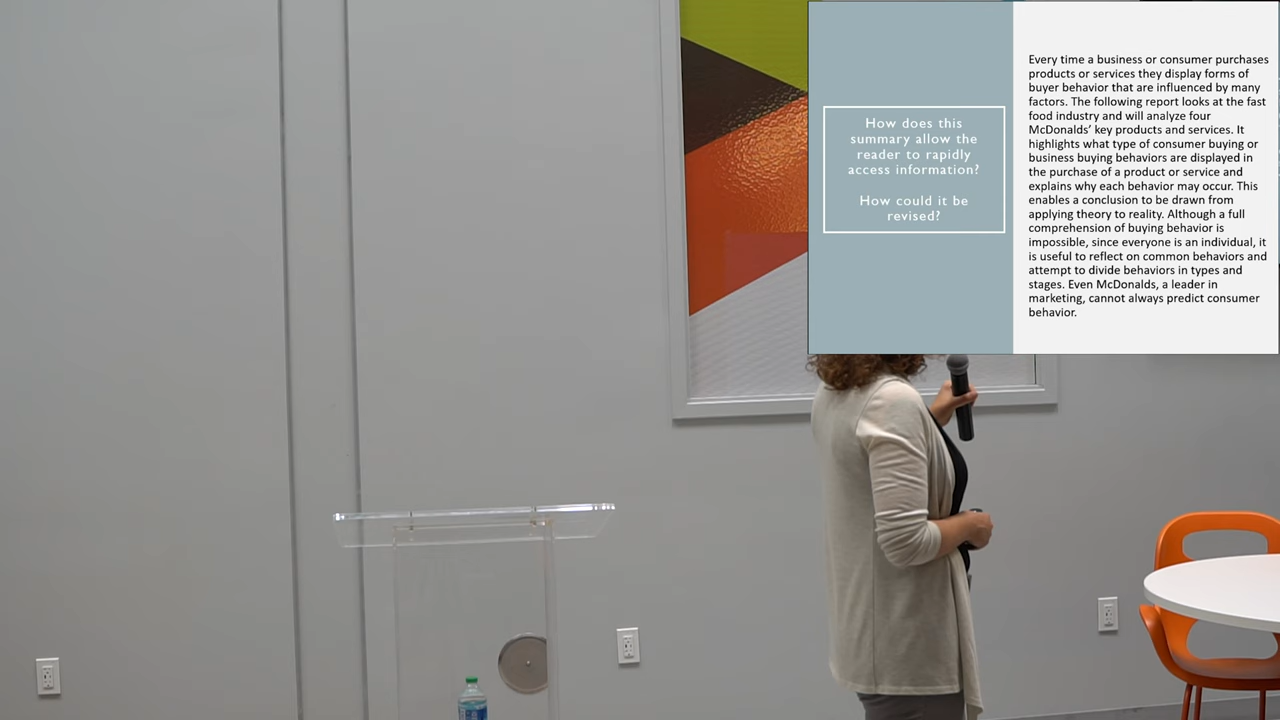 How does this
summary allow the
reader to rapidly
access information?
How could it be
revised?
Every time a business or consumer purchases
products or services they display forms of
buyer behavior that are influenced by many
factors. The following report looks at the fast
food industry and will analyze four
McDonalds’ key products and services. It
highlights what type of consumer buying or
business buying behaviors are displayed in
the purchase of a product or service and
explains why each behavior may occur. This
enables a conclusion to be drawn from
applying theory to reality. Although a full
comprehension of buying behavior is
impossible, since everyone is an individual, it
is useful to reflect on common behaviors and
attempt to divide behaviors in types and
stages. Even McDonalds, a leader in
marketing, cannot always predict consumer
behavior.